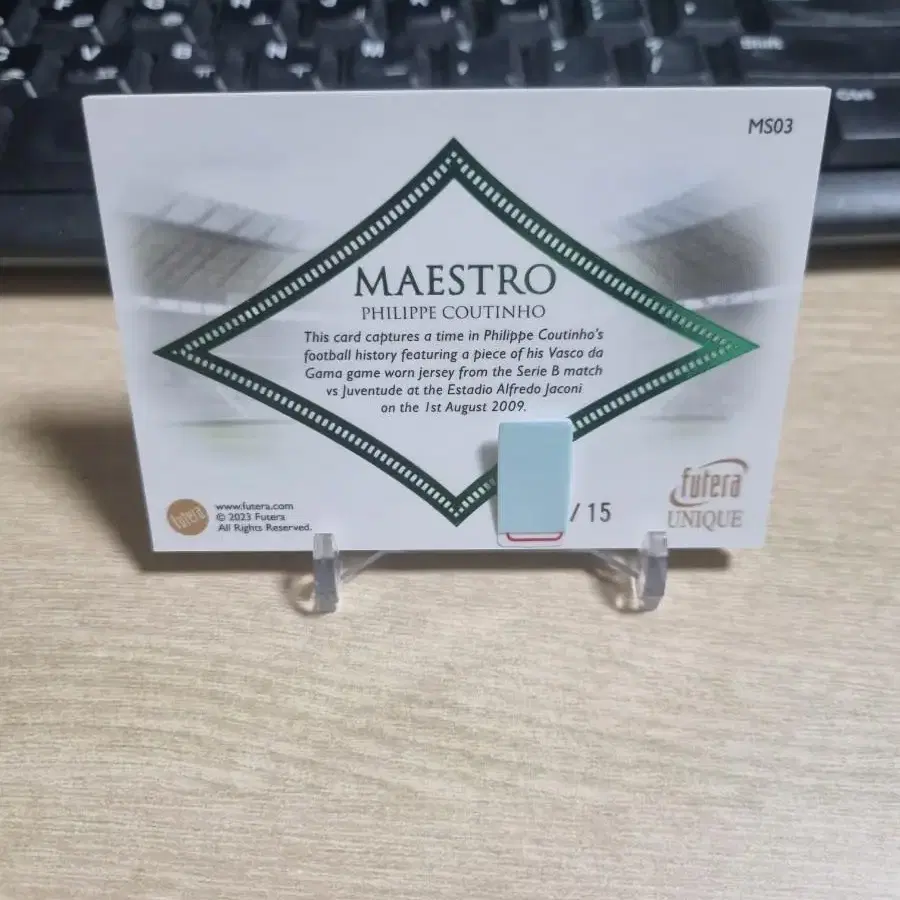 MS03
MAESTRO
PHILIPPE COUTINHO
This card captures a time in Philippe Coutinho's
football history featuring a piece of his Vasco da
Gama game worn jersey from the Serie B match
vs Juventude at the Estadio Alfredo Jaconi
on the 1st August 2009.
/ 15
futera
www.futera.com
© 2023 Futera
All Rights Reserved.
futera
UNIQUE